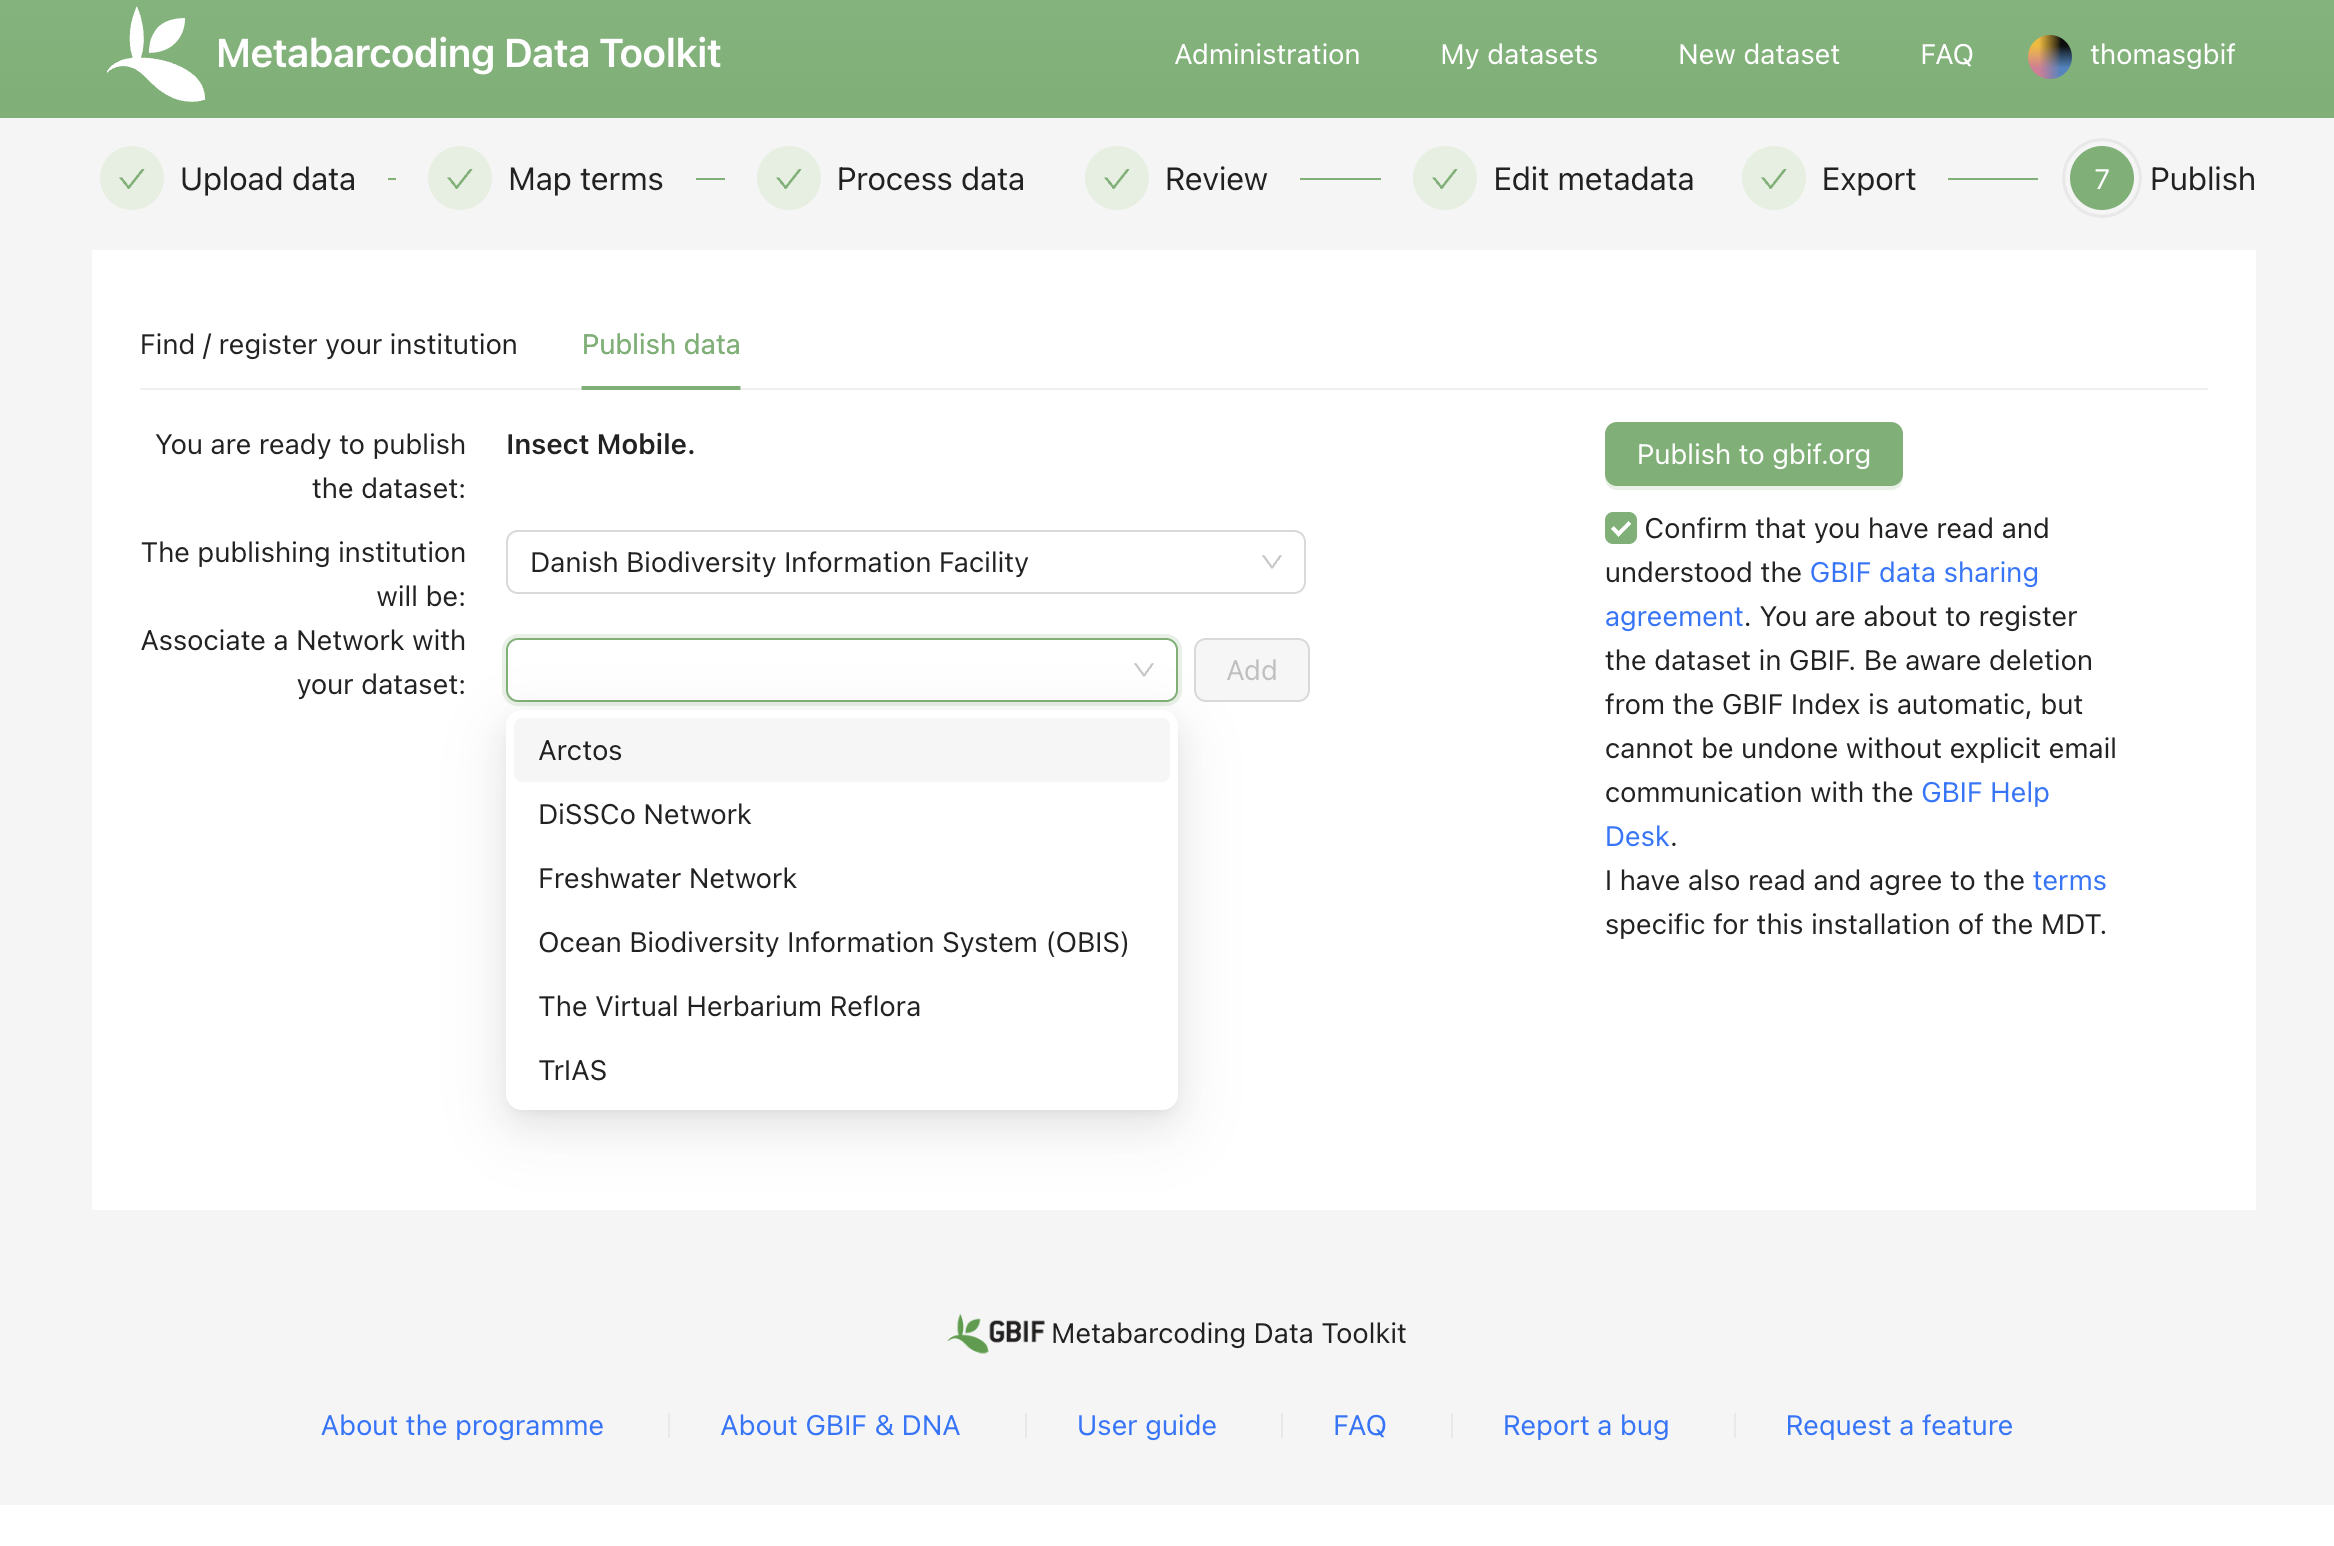 Metabarcoding Data Toolkit
Administration
My datasets
New dataset
FAQ
thomasgbif
Upload data
Map terms
Process data
Review
Edit metadata
Export
7
Publish
Find / register your institution
Publish data
You are ready to publish
the dataset:
Insect Mobile.
The publishing institution
will be:
Danish Biodiversity Information Facility
Associate a Network with
your dataset:
Add
Arctos
DiSSCo Network
Freshwater Network
Ocean Biodiversity Information System (OBIS)
The Virtual Herbarium Reflora
TrIAS
Publish to gbif.org
Confirm that you have read and
understood the GBIF data sharing
agreement. You are about to register
the dataset in GBIF. Be aware deletion
from the GBIF Index is automatic, but
cannot be undone without explicit email
communication with the GBIF Help
Desk.
I have also read and agree to the terms
specific for this installation of the MDT.
GBIF Metabarcoding Data Toolkit
About the programme
About GBIF & DNA
User guide
FAQ
Report a bug
Request a feature